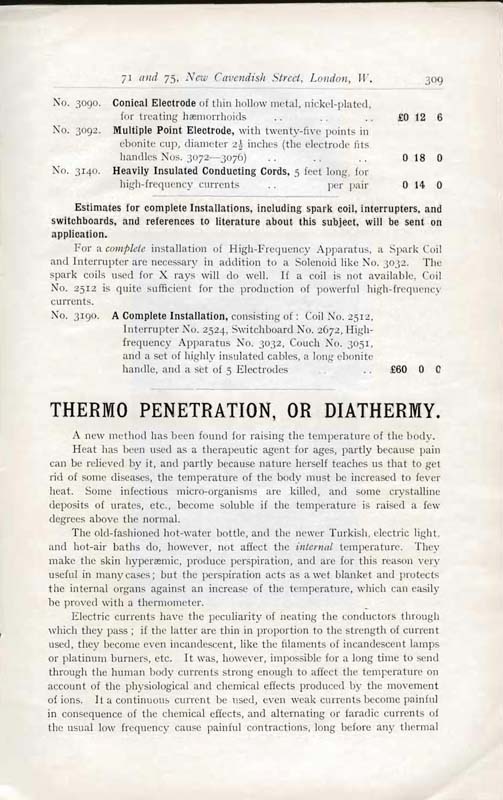 71 and 75, New Cavendish Street, London, W. 309
No. 3090. Conical Electrode of thin hollow metal, nickel-plated,
for treating hæmorrhoids .. .. .. £0 12 6
No. 3092. Multiple Point Electrode, with twenty-five points in
ebonite cup, diameter 2½ inches (the electrode fits
handles Nos. 3072—3076) .. .. .. 0 18 0
No. 3140. Heavily Insulated Conducting Cords, 5 feet long, for
high-frequency currents .. per pair 0 14 0
Estimates for complete Installations, including spark coil, interrupters, and
switchboards, and references to literature about this subject, will be sent on
application.
For a complete installation of High-Frequency Apparatus, a Spark Coil
and Interrupter are necessary in addition to a Solenoid like No. 3032. The
spark coils used for X rays will do well. If a coil is not available, Coil
No. 2512 is quite sufficient for the production of powerful high-frequency
currents.
No. 3190. A Complete Installation, consisting of: Coil No. 2512,
Interrupter No. 2524, Switchboard No. 2672, High-
frequency Apparatus No. 3032, Couch No. 3051,
and a set of highly insulated cables, a long ebonite
handle, and a set of 5 Electrodes .. .. £60 0 0
THERMO PENETRATION, OR DIATHERMY.
A new method has been found for raising the temperature of the body.
Heat has been used as a therapeutic agent for ages, partly because pain
can be relieved by it, and partly because nature herself teaches us that to get
rid of some diseases, the temperature of the body must be increased to fever
heat. Some infectious micro-organisms are killed, and some crystalline
deposits of urates, etc., become soluble if the temperature is raised a few
degrees above the normal.
The old-fashioned hot-water bottle, and the newer Turkish, electric light,
and hot-air baths do, however, not affect the internal temperature. They
make the skin hyperæmic, produce perspiration, and are for this reason very
useful in many cases; but the perspiration acts as a wet blanket and protects
the internal organs against an increase of the temperature, which can easily
be proved with a thermometer.
Electric currents have the peculiarity of heating the conductors through
which they pass; if the latter are thin in proportion to the strength of current
used, they become even incandescent, like the filaments of incandescent lamps
or platinum burners, etc. It was, however, impossible for a long time to send
through the human body currents strong enough to affect the temperature on
account of the physiological and chemical effects produced by the movement
of ions. If a continuous current be used, even weak currents become painful
in consequence of the chemical effects, and alternating or faradic currents of
the usual low frequency cause painful contractions, long before any thermal